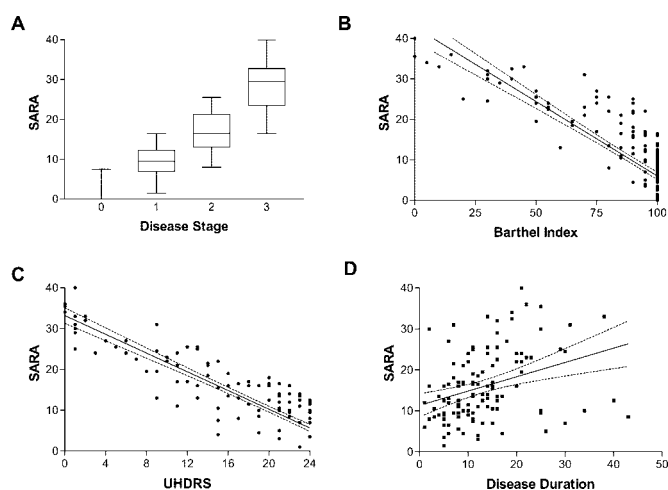 A
SARA
40
30
20
10
0
0 1 2 3
Disease Stage
B
SARA
40
30
20
10
0
0 25 50 75 100
Barthel Index
C
SARA
40
30
20
10
0
0 4 8 12 16 20 24
UHDRS
D
SARA
40
30
20
10
0
0 10 20 30 40 50
Disease Duration